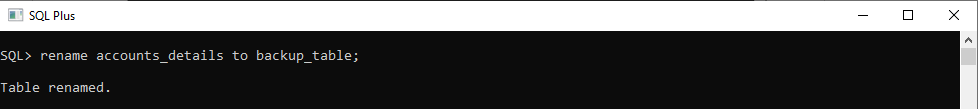 SQL Plus
SQL> rename accounts_details to backup_table;
Table renamed.